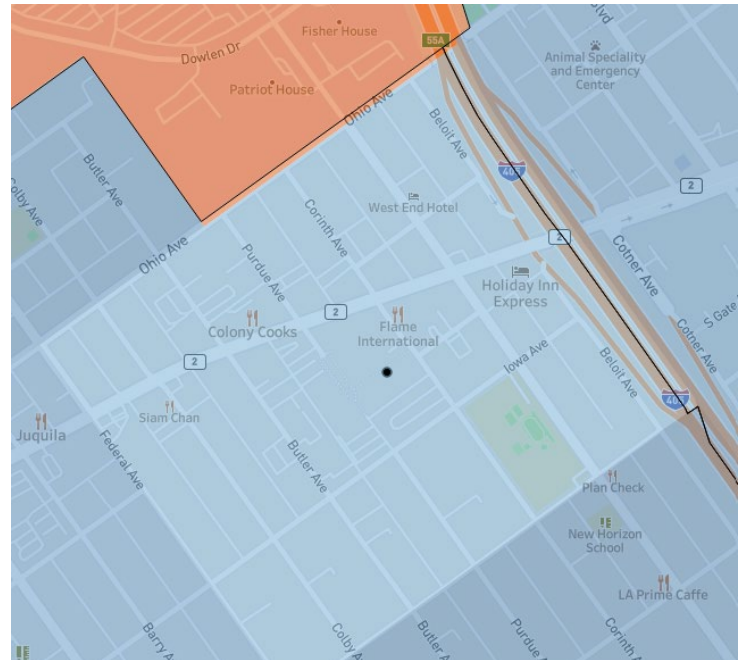 Fisher House
Blvd
55A
Dowlen Dr
Animal Speciality
and Emergency
Center
Patriot House
Ohio Ave
Beloit Ave
Butler Ave
405
Colby Ave
2
West End Hotel
Corinth Ave
2
Ohio Ave
Purdue Ave
Cotner Ave
Holiday Inn
Express
2
Colony Cooks
Flame
International
S Gate
Cotner Ave
Iowa Ave
2
Beloit Ave
405
Siam Chan
Juquila
Federal Ave
Butler Ave
Plan Check
New Horizon
School
LA Prime Caffe
Barry A
Colby Ave
Butler Ave
Purdue
Corinth A